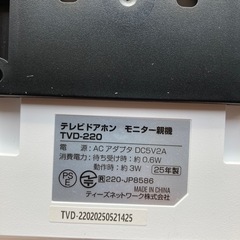 テレビドアホン モニター親機
TVD-220
電 源:ACアダプタ DC5V2A
消費電力:待ち受け時:約0.6W
動作時:約3W 25年製
PSE 220-JP8586
MADE IN CHINA
ティーズネットワーク株式会社
TVD-22020250521425